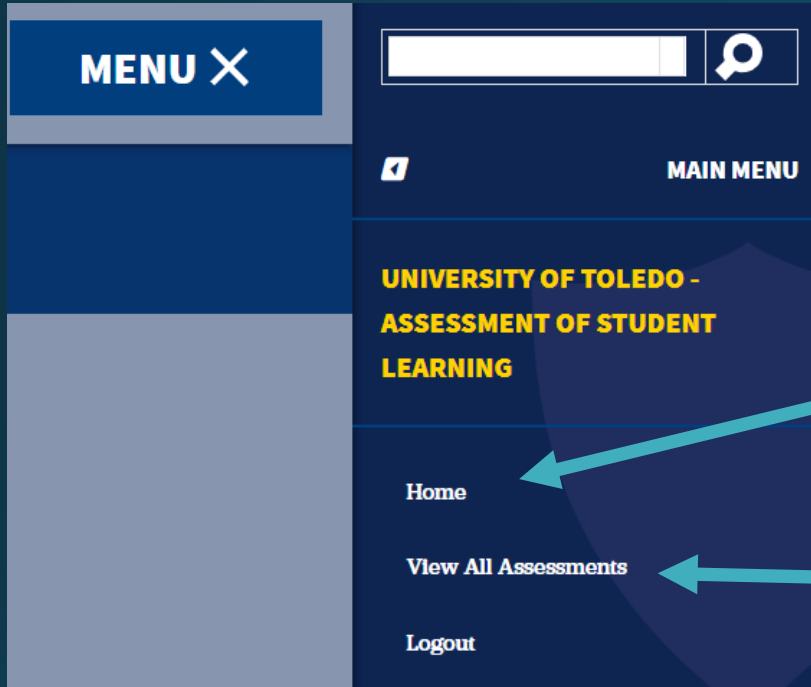 MENU X
MAIN MENU
UNIVERSITY OF TOLEDO -
ASSESSMENT OF STUDENT
LEARNING
Home
View All Assessments
Logout